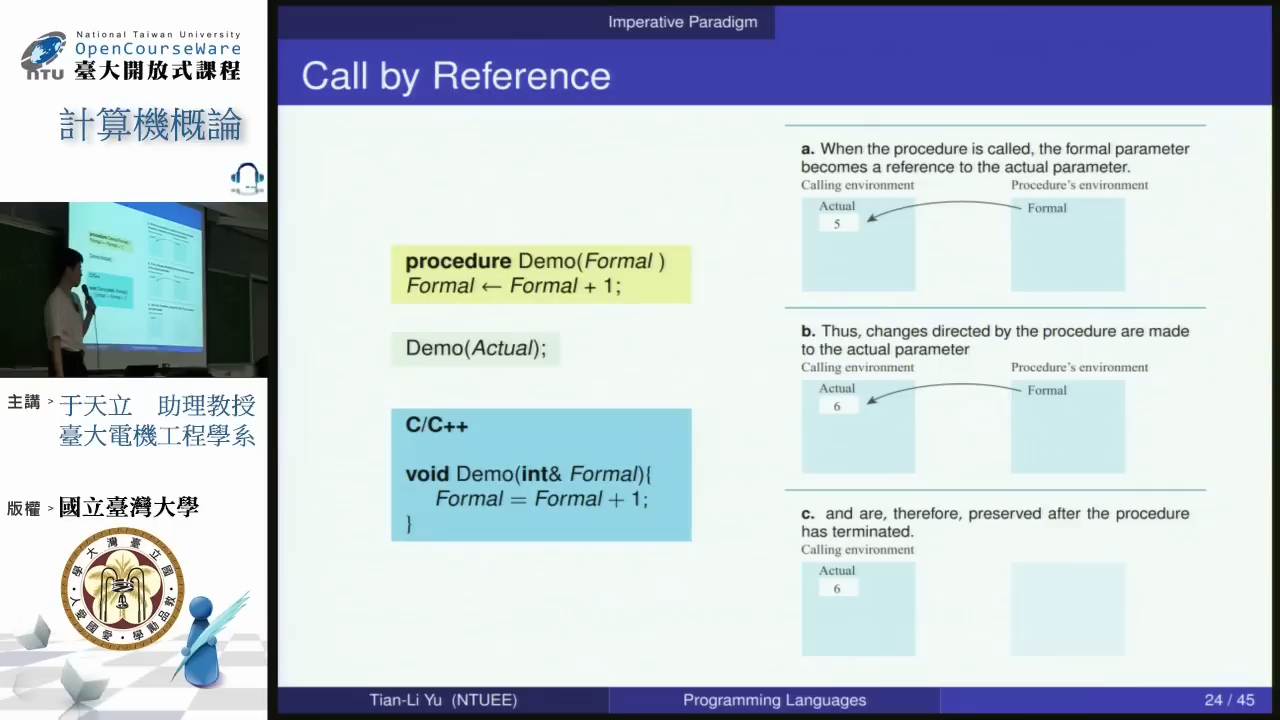 National Taiwan University
OpenCourseWare
NTU 臺大開放式課程
計算機概論
主講 > 于天立 助理教授
臺大電機工程學系
版權 > 國立臺灣大學
Imperative Paradigm
Call by Reference
procedure Demo(Formal )
Formal ← Formal + 1;
Demo(Actual);
C/C++
void Demo(int& Formal){
Formal = Formal + 1;
}
a. When the procedure is called, the formal parameter
becomes a reference to the actual parameter.
Calling environment Procedure's environment
Actual Formal
5
b. Thus, changes directed by the procedure are made
to the actual parameter
Calling environment Procedure's environment
Actual Formal
6
c. and are, therefore, preserved after the procedure
has terminated.
Calling environment
Actual
6
Tian-Li Yu (NTUEE) Programming Languages 24 / 45